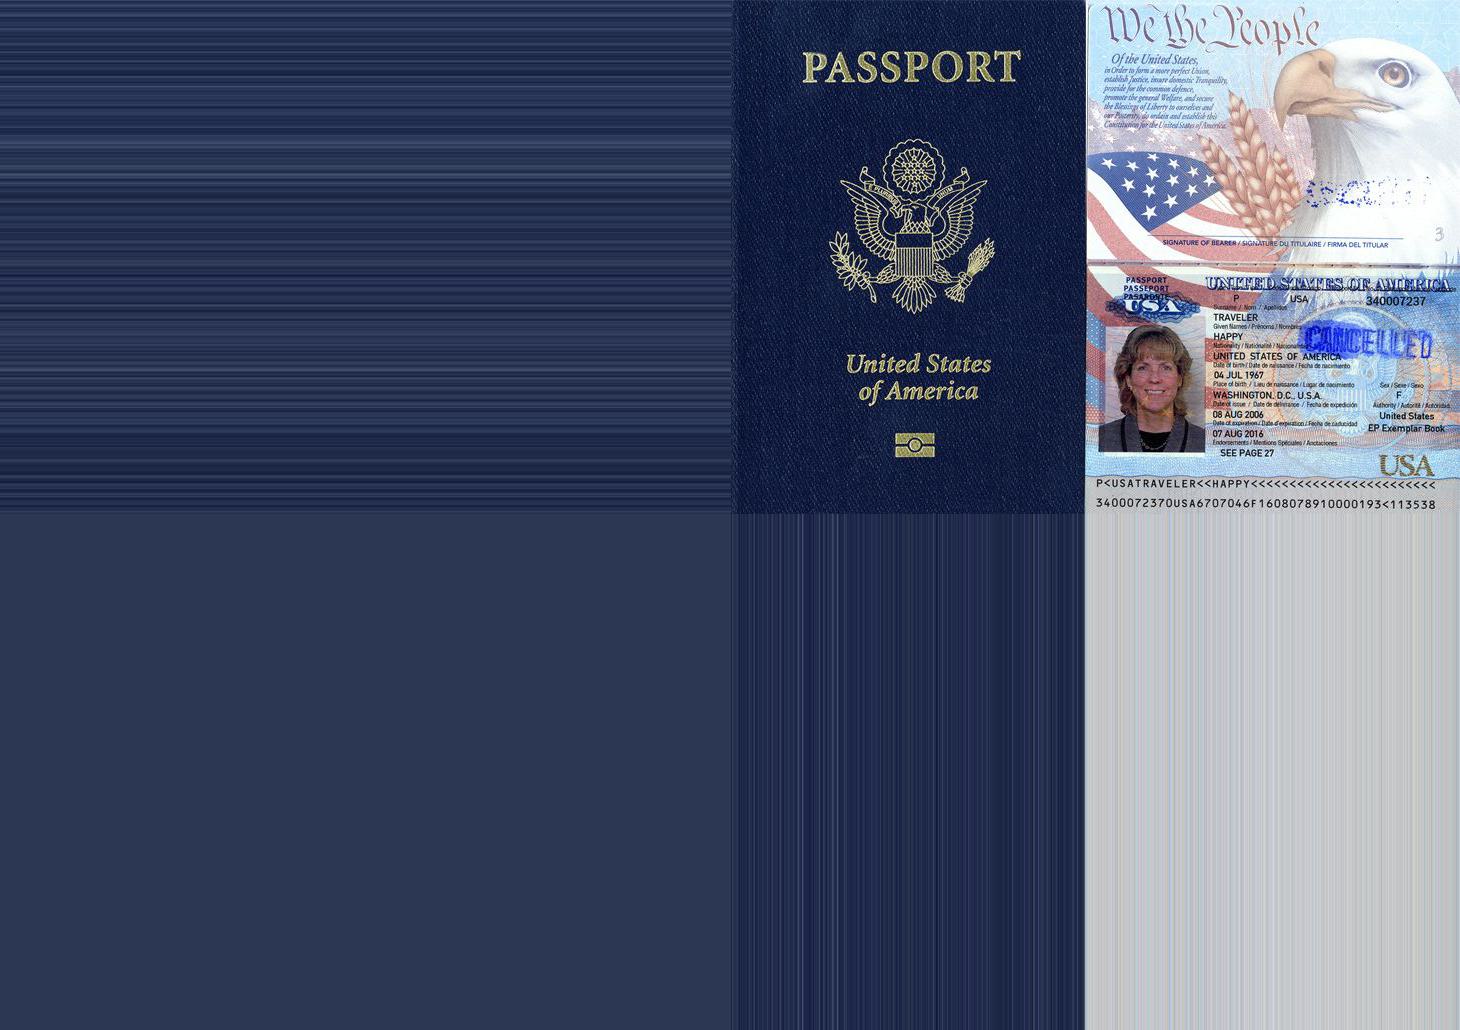 PASSPORT
E PLURIBUS UNUM
United States
of America
We the People
Of the United States,
in Order to form a more perfect Union,
establish Justice, insure domestic Tranquility,
provide for the common defence,
promote the general Welfare, and secure
the Blessings of Liberty to ourselves and
our Posterity, do ordain and establish this
Constitution for the United States of America.
SIGNATURE OF BEARER / SIGNATURE DU TITULAIRE / FIRMA DEL TITULAR
3
PASSPORT
PASSEPORT
PASAPORTE
USA
UNITED STATES OF AMERICA
P USA 340007237
Surname / Nom / Apellidos
TRAVELER
Given Names / Prénoms / Nombres
HAPPY
CANCELLED
Nationality / Nationalité / Nacionalidad
UNITED STATES OF AMERICA
Date of birth / Date de naissance / Fecha de nacimiento
04 JUL 1967
Place of birth / Lieu de naissance / Lugar de nacimiento Sex / Sexe / Sexo
WASHINGTON, D.C., U.S.A. F
Date of issue / Date de délivrance / Fecha de expedición Authority / Autorité / Autoridad
08 AUG 2006 United States
Date of expiration / Date d'expiration / Fecha de caducidad EP Exemplar Book
07 AUG 2016
Endorsements / Mentions Spéciales / Anotaciones
SEE PAGE 27
USA
P<USATRAVELER<<HAPPY<<<<<<<<<<<<<<<<<<<<<<<<
3400072370USA6707046F1608078910000193<113538